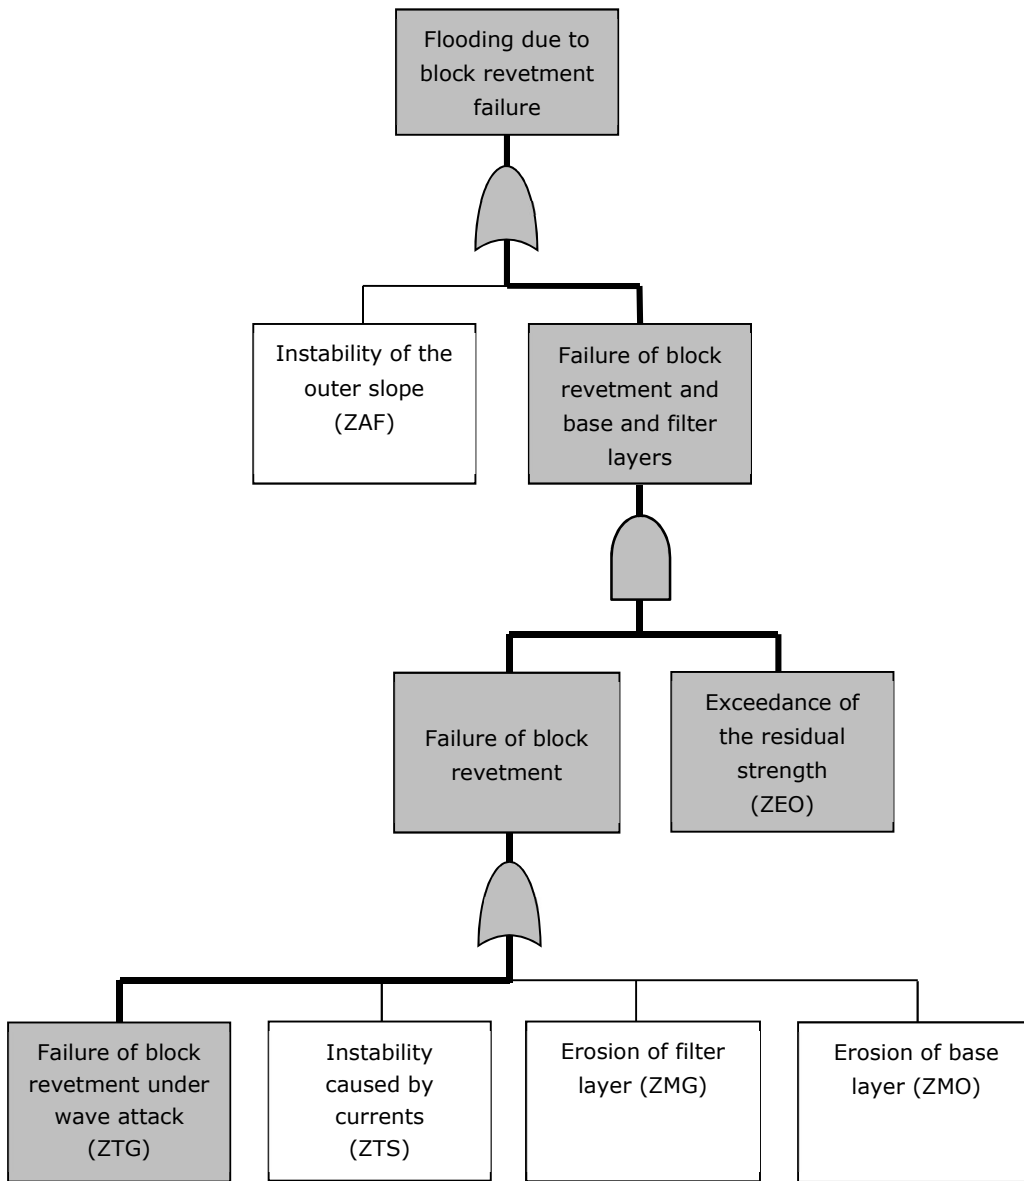 Flooding due to
block revetment
failure
Instability of the
outer slope
(ZAF)
Failure of block
revetment and
base and filter
layers
Failure of block
revetment
Exceedance of
the residual
strength
(ZEO)
Failure of block
revetment under
wave attack
(ZTG)
Instability
caused by
currents
(ZTS)
Erosion of filter
layer (ZMG)
Erosion of base
layer (ZMO)